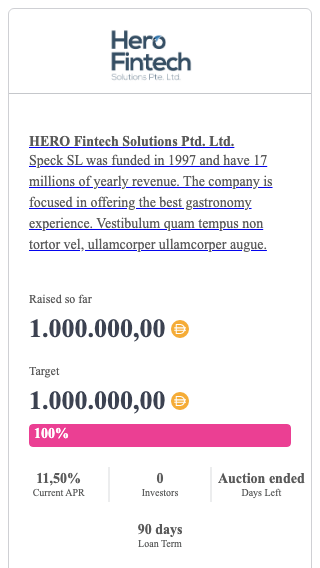 Hero
Fintech
Solutions Pte. Ltd.
HERO Fintech Solutions Ptd. Ltd.
Speck SL was funded in 1997 and have 17
millions of yearly revenue. The company is
focused in offering the best gastronomy
experience. Vestibulum quam tempus non
tortor vel, ullamcorper ullamcorper augue.
Raised so far
1.000.000,00
Target
1.000.000,00
100%
11,50% 0 Auction ended
Current APR Investors Days Left
90 days
Loan Term